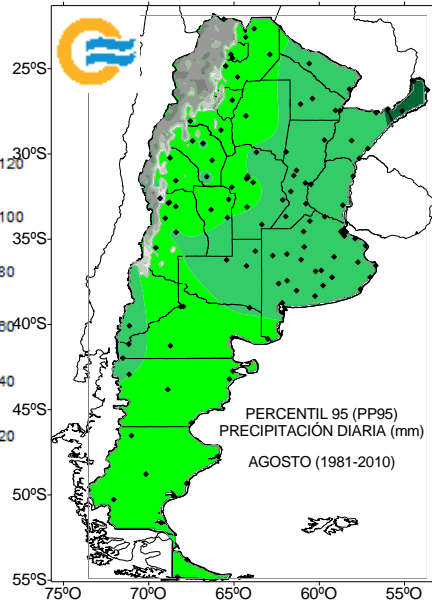 25ºS
30ºS
35ºS
40ºS
45ºS
50ºS
55ºS
120
100
80
60
40
20
PERCENTIL 95 (PP95)
PRECIPITACIÓN DIARIA (mm)
AGOSTO (1981-2010)
75ºO
70ºO
65ºO
60ºO
55ºO